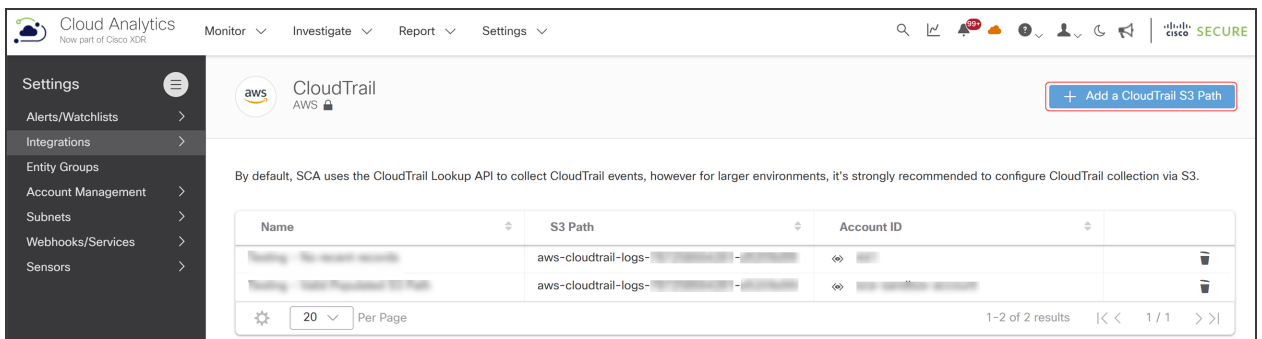 Cloud Analytics
Now part of Cisco XDR
Monitor Investigate Report Settings
99+
cisco SECURE
Settings
Alerts/Watchlists
Integrations
Entity Groups
Account Management
Subnets
Webhooks/Services
Sensors
aws
CloudTrail
AWS
+ Add a CloudTrail S3 Path
By default, SCA uses the CloudTrail Lookup API to collect CloudTrail events, however for larger environments, it's strongly recommended to configure CloudTrail collection via S3.
Name S3 Path Account ID
aws-cloudtrail-logs- -
aws-cloudtrail-logs- -
20 Per Page 1-2 of 2 results 1 / 1